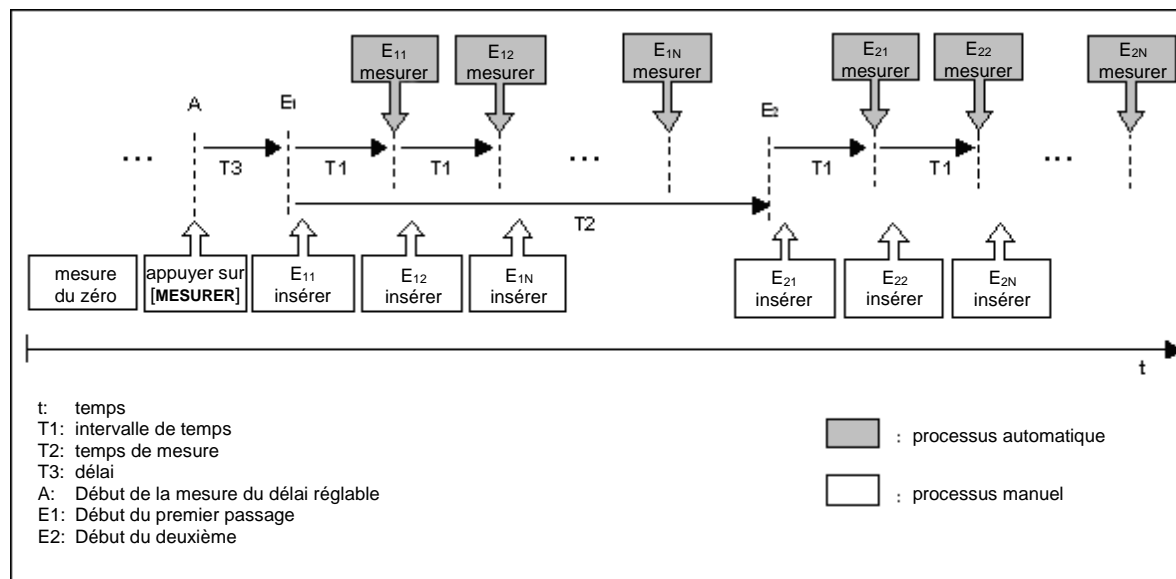 E11 mesurer
E12 mesurer
E1N mesurer
E21 mesurer
E22 mesurer
E2N mesurer
A
E1
E2
...
T3
T1
T1
...
T1
T1
...
T2
mesure du zéro
appuyer sur [MESURER]
E11 insérer
E12 insérer
E1N insérer
E21 insérer
E22 insérer
E2N insérer
t
t: temps
T1: intervalle de temps
T2: temps de mesure
T3: délai
A: Début de la mesure du délai réglable
E1: Début du premier passage
E2: Début du deuxième
: processus automatique
: processus manuel